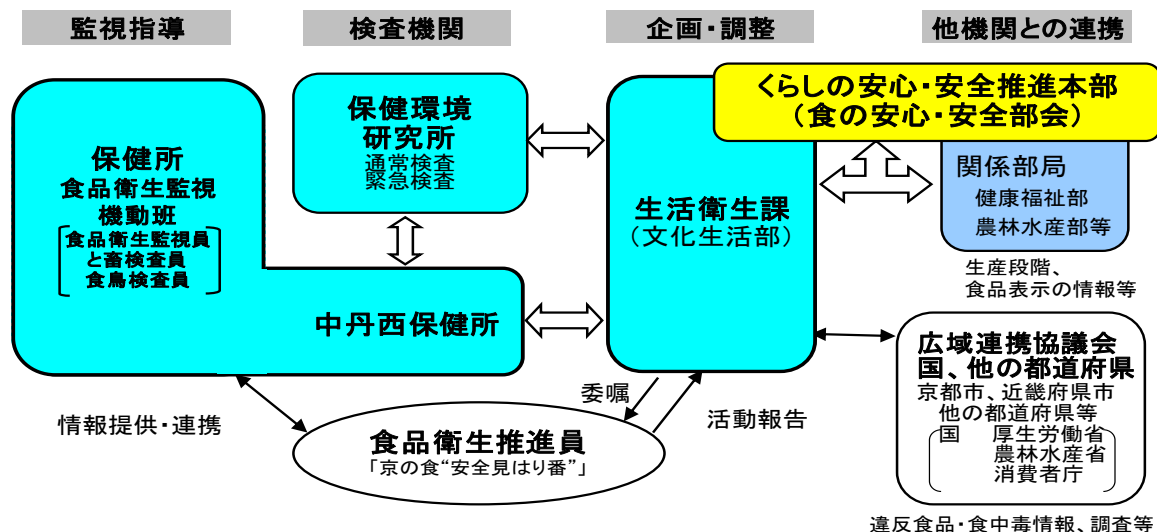 監視指導
検査機関
企画・調整
他機関との連携
保健所
食品衛生監視
機動班
食品衛生監視員
と畜検査員
食鳥検査員
保健環境
研究所
通常検査
緊急検査
中丹西保健所
生活衛生課
（文化生活部）
くらしの安心・安全推進本部
（食の安心・安全部会）
関係部局
健康福祉部
農林水産部等
生産段階、
食品表示の情報等
広域連携協議会
国、他の都道府県
京都市、近畿府県市
他の都道府県等
国　厚生労働省
農林水産省
消費者庁
違反食品・食中毒情報、調査等
情報提供・連携
委嘱
活動報告
食品衛生推進員
「京の食“安全見はり番”」